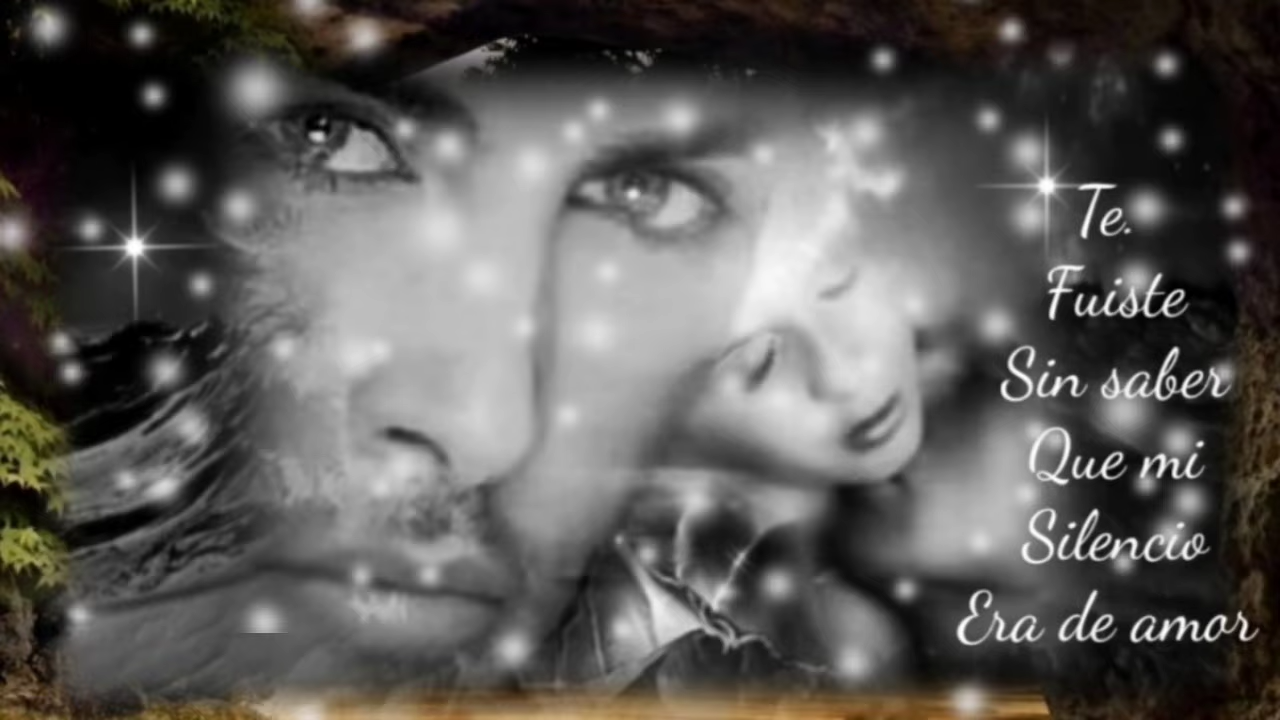 Te.
Fuiste
Sin saber
Que mi
Silencio
Era de amor